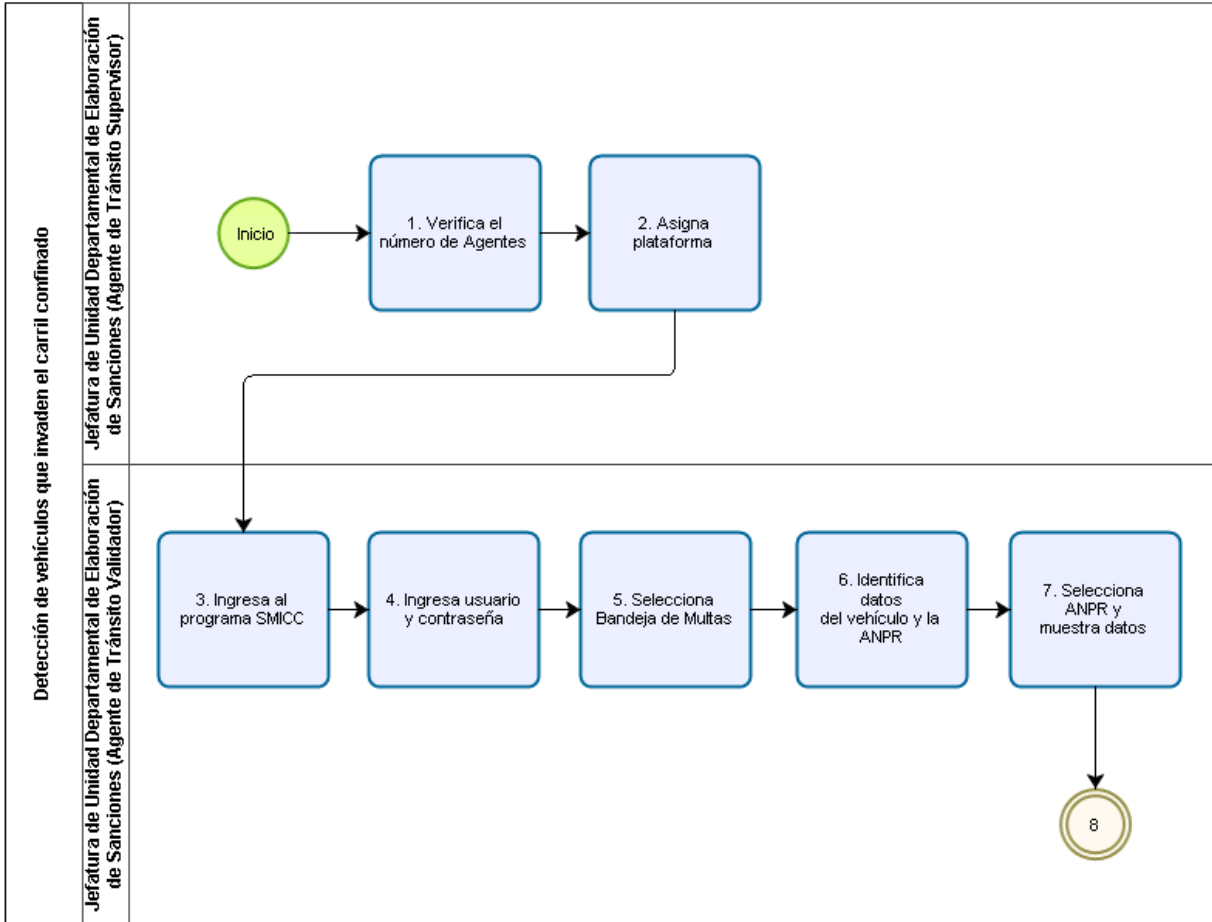 Detección de vehículos que invaden el carril confinado
Jefatura de Unidad Departamental de Elaboración
de Sanciones (Agente de Tránsito Supervisor)
Inicio
1. Verifica el
número de Agentes
2. Asigna
plataforma
Jefatura de Unidad Departamental de Elaboración
de Sanciones (Agente de Tránsito Validador)
3. Ingresa al
programa SMICC
4. Ingresa usuario
y contraseña
5. Selecciona
Bandeja de Multas
6. Identifica
datos
del vehículo y la
ANPR
7. Selecciona
ANPR y
muestra datos
8